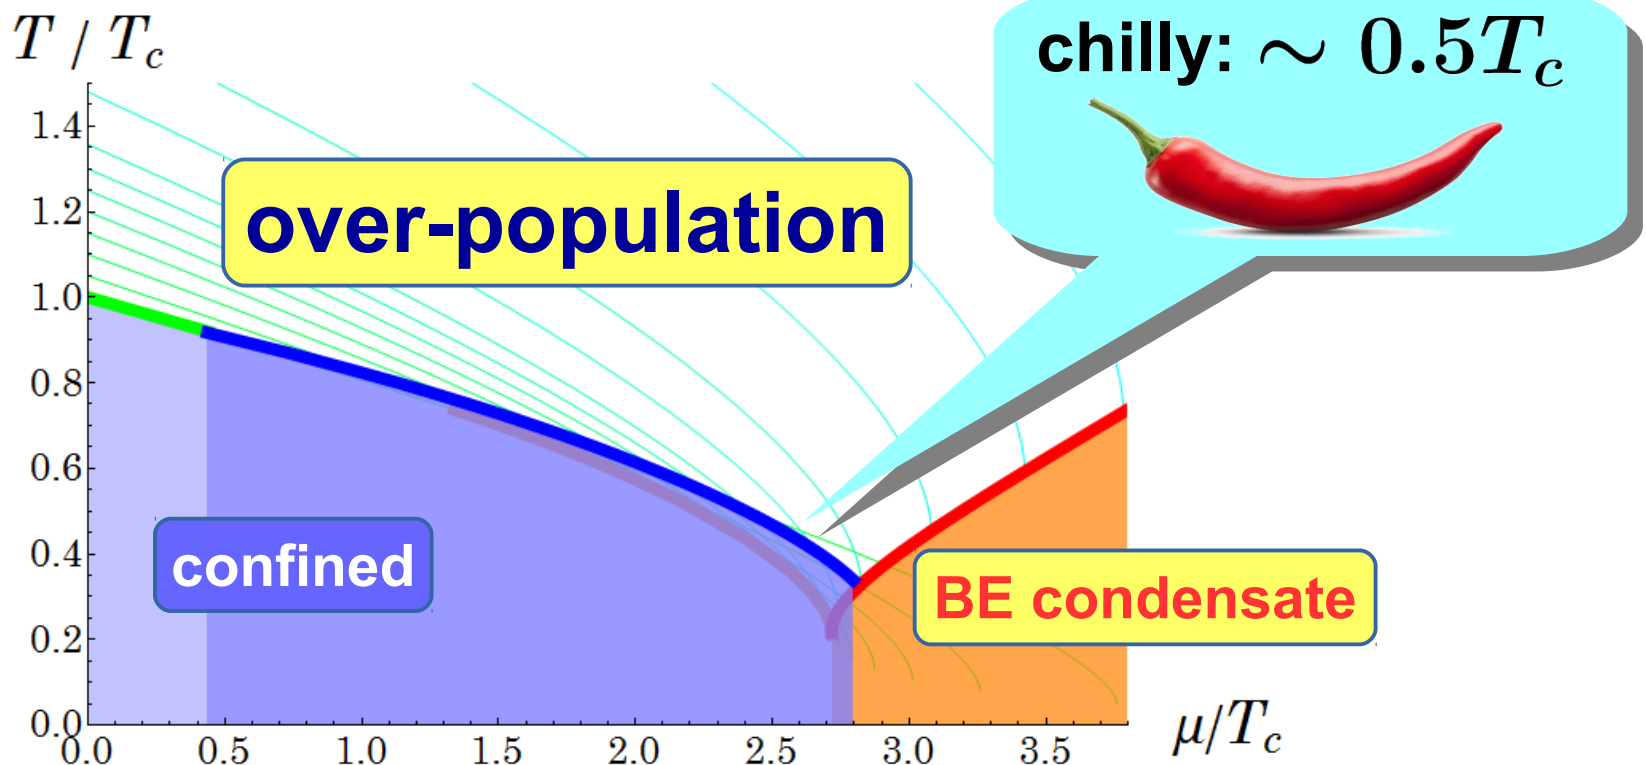 T / T_c
chilly: ∼ 0.5T_c
over-population
confined
BE condensate
1.4
1.2
1.0
0.8
0.6
0.4
0.2
0.0
0.0 0.5 1.0 1.5 2.0 2.5 3.0 3.5
μ/T_c